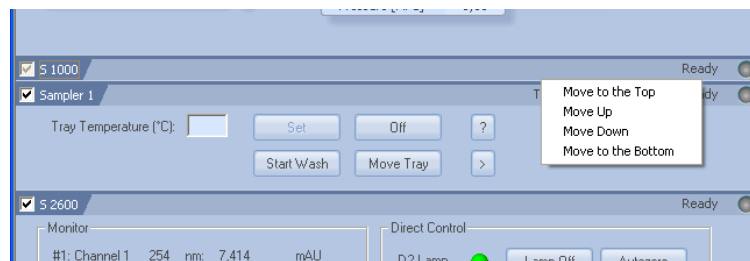 S 1000 Ready
Sampler 1
Move to the Top
Move Up
Move Down
Move to the Bottom
Tray Temperature (°C): Set Off ?
Start Wash Move Tray >
S 2600 Ready
Monitor Direct Control
#1: Channel 1 254 nm: 7,414 mAU D2 Lamp Lamp Off Autozero